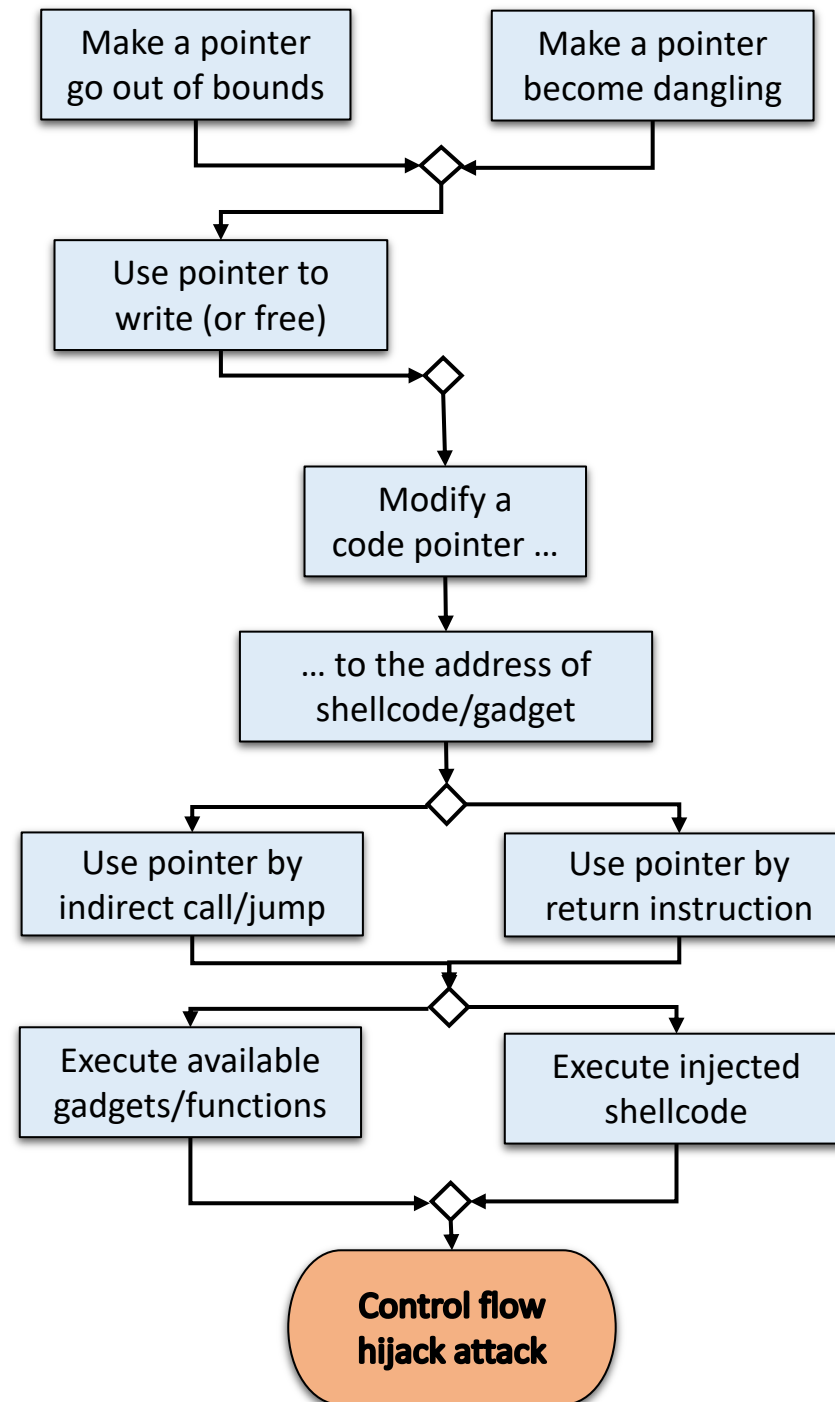 Make a pointer
go out of bounds
Make a pointer
become dangling
Use pointer to
write (or free)
Modify a
code pointer …
… to the address of
shellcode/gadget
Use pointer by
indirect call/jump
Use pointer by
return instruction
Execute available
gadgets/functions
Execute injected
shellcode
Control flow
hijack attack